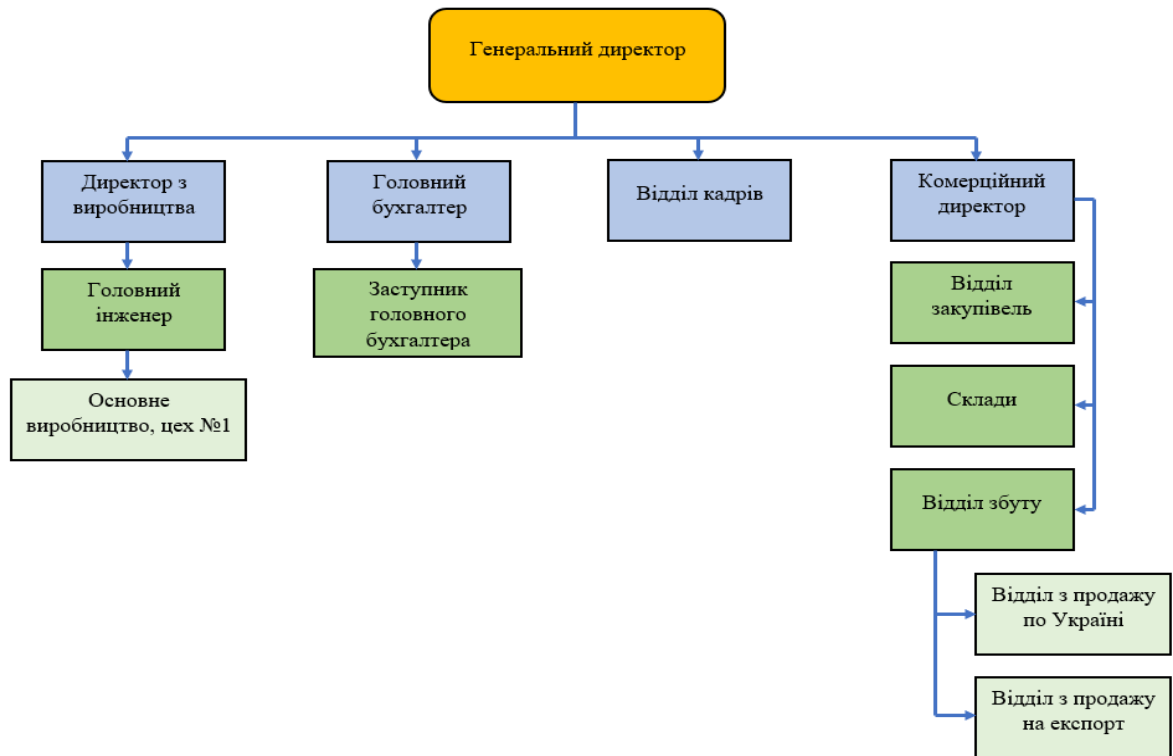 Генеральний директор
Директор з
виробництва
Головний
бухгалтер
Відділ кадрів
Комерційний
директор
Головний
інженер
Заступник
головного
бухгалтера
Відділ
закупівель
Основне
виробництво, цех №1
Склади
Відділ збуту
Відділ з продажу
по Україні
Відділ з продажу
на експорт